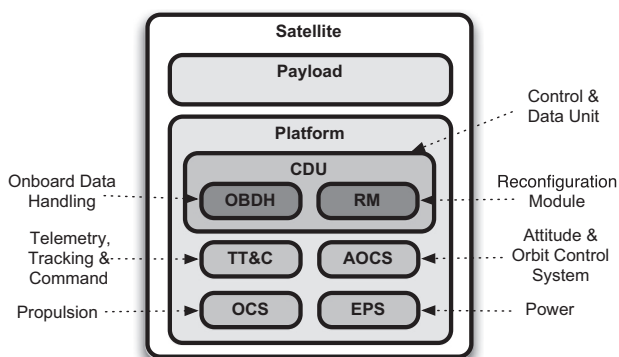 Satellite
Payload
Control &
Data Unit
Platform
CDU
Onboard Data
Handling
OBDH
RM
Reconfiguration
Module
Telemetry,
Tracking &
Command
TT&C
AOCS
Attitude &
Orbit Control
System
Propulsion
OCS
EPS
Power